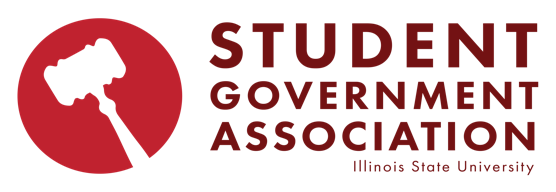 STUDENT
GOVERNMENT
ASSOCIATION
Illinois State University